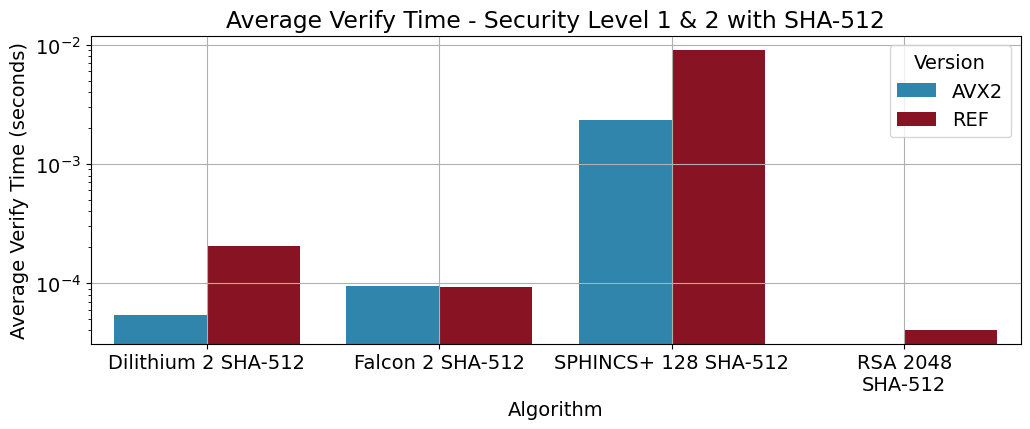 Average Verify Time - Security Level 1 & 2 with SHA-512
Average Verify Time (seconds)
10⁻²
10⁻³
10⁻⁴
Version
AVX2
REF
Dilithium 2 SHA-512
Falcon 2 SHA-512
SPHINCS+ 128 SHA-512
RSA 2048
SHA-512
Algorithm